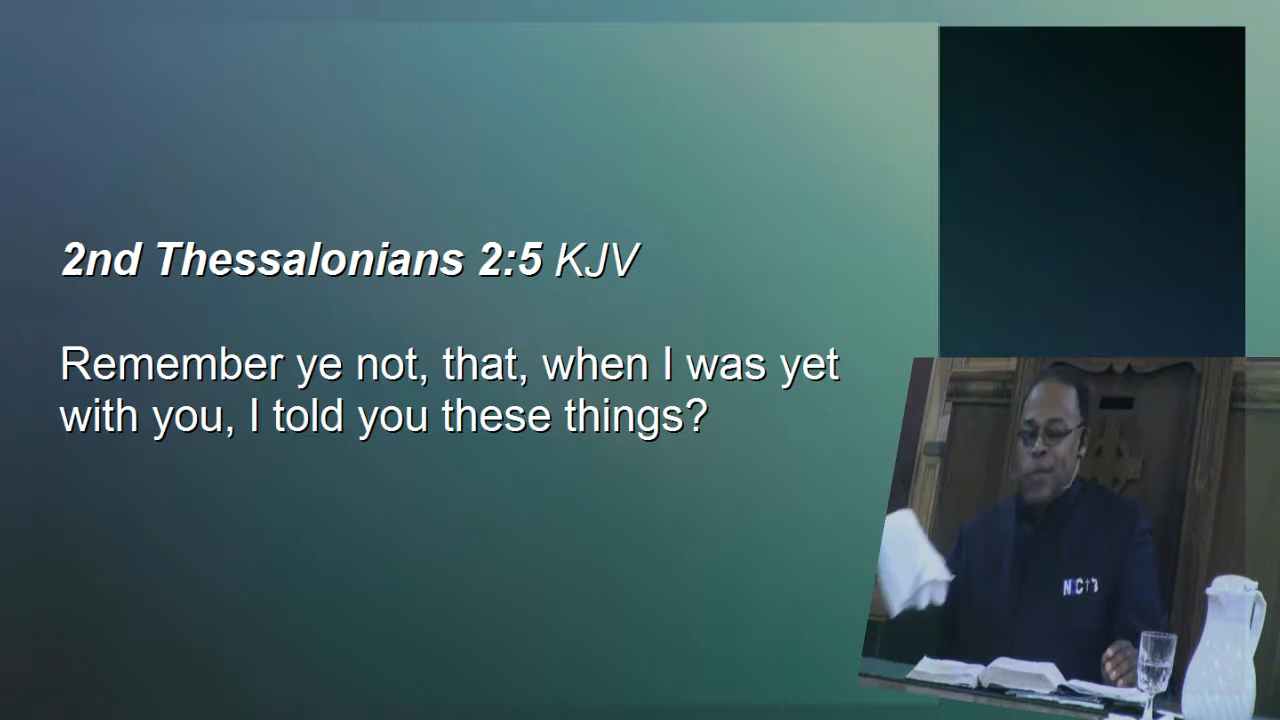 2nd Thessalonians 2:5 KJV
Remember ye not, that, when I was yet
with you, I told you these things?